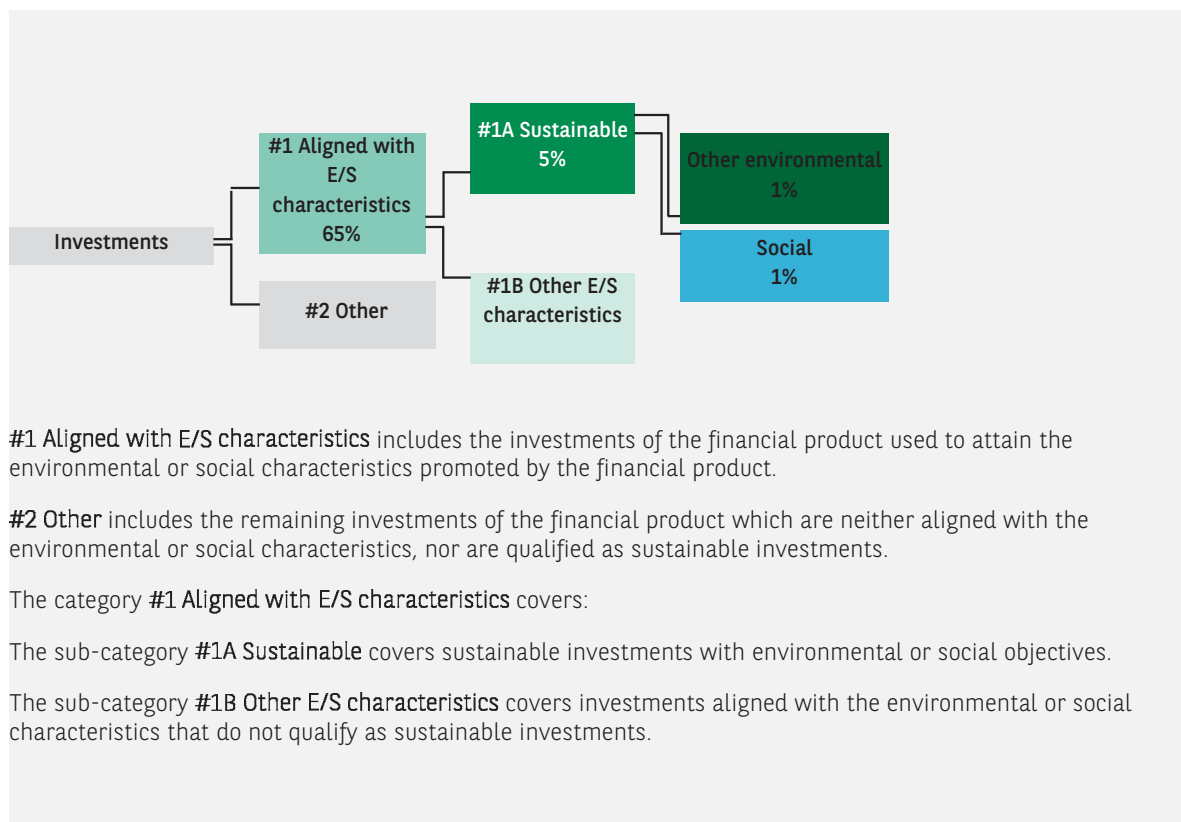 Investments
#1 Aligned with
E/S
characteristics
65%
#2 Other
#1A Sustainable
5%
#1B Other E/S
characteristics
Other environmental
1%
Social
1%
#1 Aligned with E/S characteristics includes the investments of the financial product used to attain the
environmental or social characteristics promoted by the financial product.
#2 Other includes the remaining investments of the financial product which are neither aligned with the
environmental or social characteristics, nor are qualified as sustainable investments.
The category #1 Aligned with E/S characteristics covers:
The sub-category #1A Sustainable covers sustainable investments with environmental or social objectives.
The sub-category #1B Other E/S characteristics covers investments aligned with the environmental or social
characteristics that do not qualify as sustainable investments.